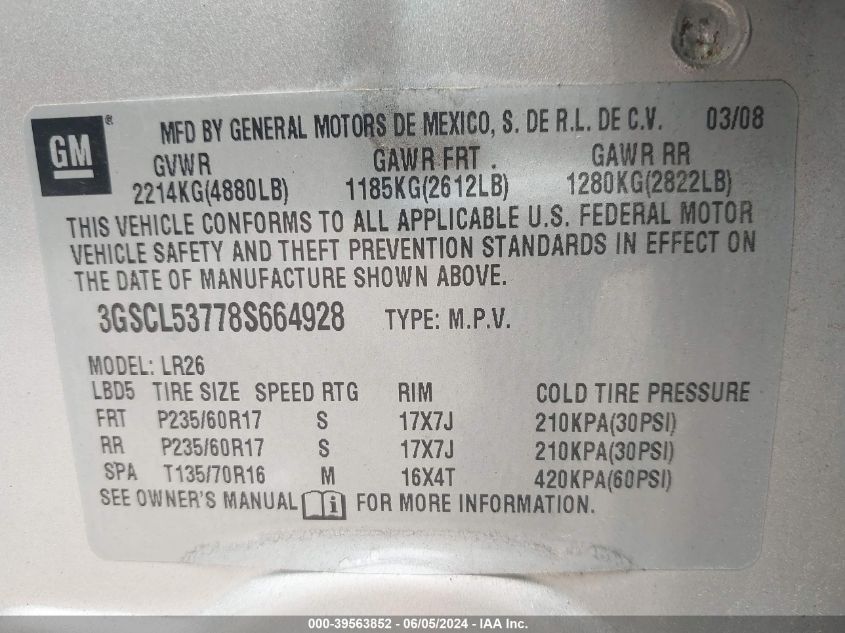 GM® MFD BY GENERAL MOTORS DE MEXICO, S. DE R.L. DE C.V. 03/08
GVWR GAWR FRT . GAWR RR
2214KG(4880LB) 1185KG(2612LB) 1280KG(2822LB)
THIS VEHICLE CONFORMS TO ALL APPLICABLE U.S. FEDERAL MOTOR
VEHICLE SAFETY AND THEFT PREVENTION STANDARDS IN EFFECT ON
THE DATE OF MANUFACTURE SHOWN ABOVE.
3GSCL53778S664928 TYPE: M.P.V.
MODEL: LR26
LBD5 TIRE SIZE SPEED RTG RIM COLD TIRE PRESSURE
FRT P235/60R17 S 17X7J 210KPA(30PSI)
RR P235/60R17 S 17X7J 210KPA(30PSI)
SPA T135/70R16 M 16X4T 420KPA(60PSI)
SEE OWNER'S MANUAL i FOR MORE INFORMATION.
000-39563852 - 06/05/2024 - IAA Inc.